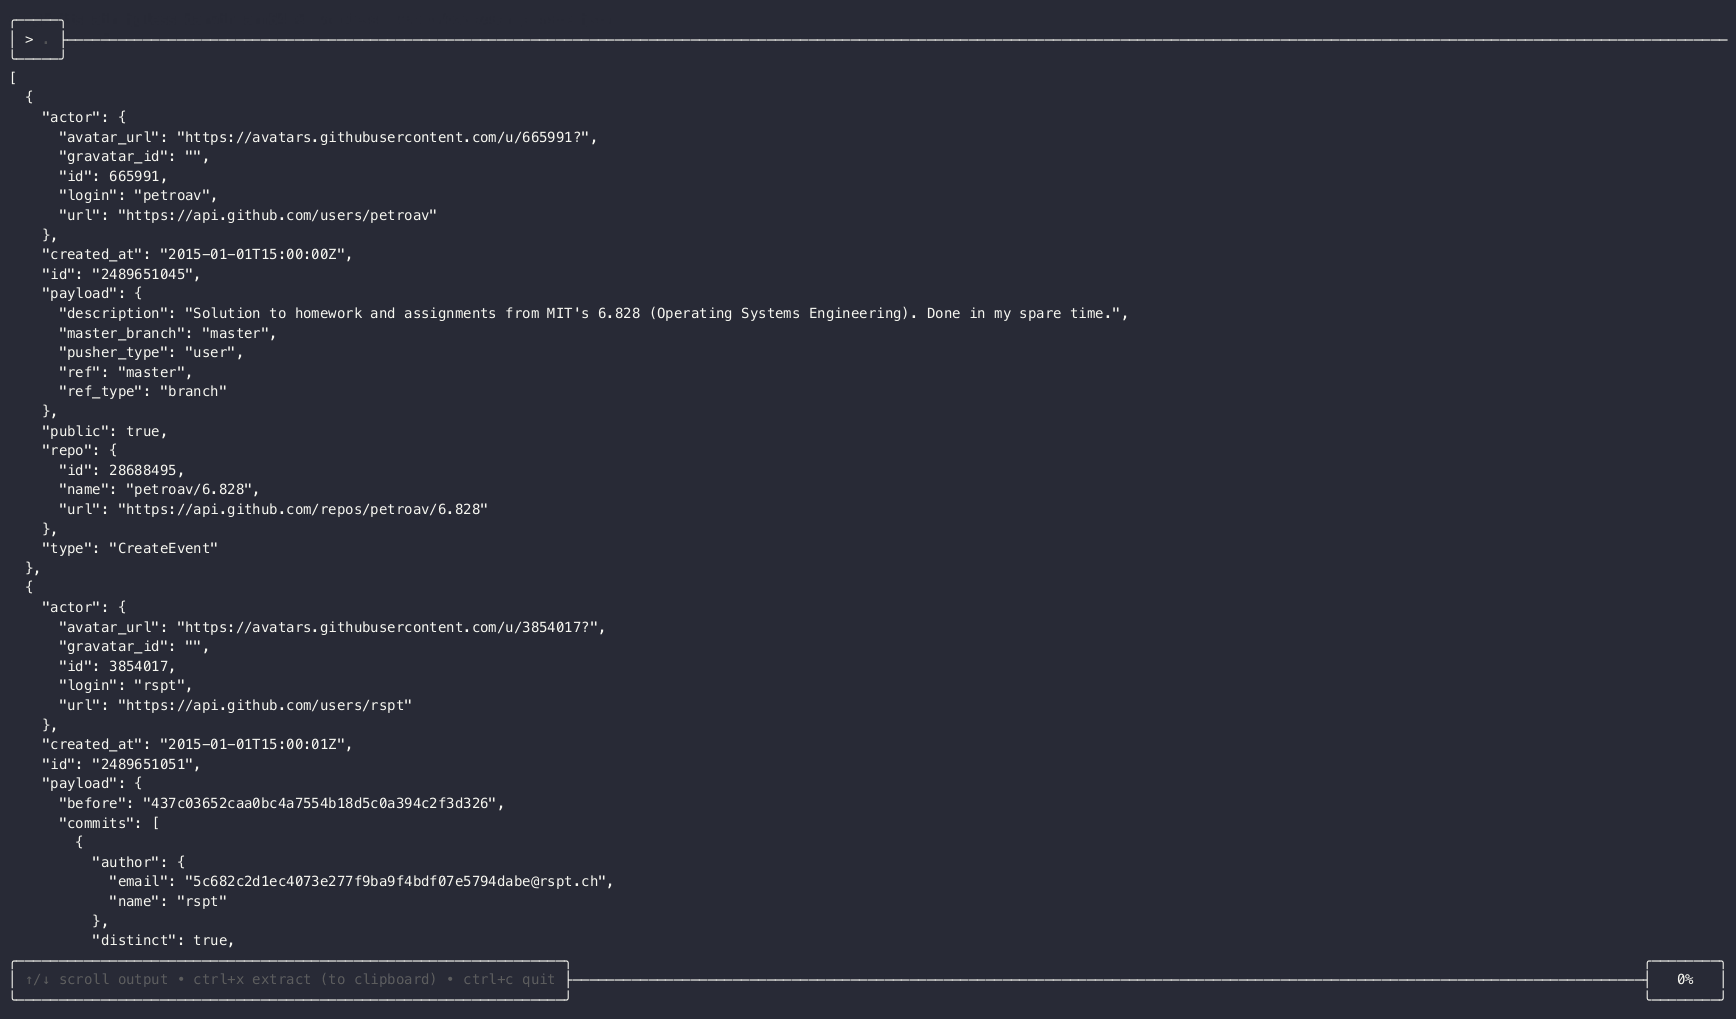 > .
[
  {
    "actor": {
      "avatar_url": "https://avatars.githubusercontent.com/u/665991?",
      "gravatar_id": "",
      "id": 665991,
      "login": "petroav",
      "url": "https://api.github.com/users/petroav"
    },
    "created_at": "2015-01-01T15:00:00Z",
    "id": "2489651045",
    "payload": {
      "description": "Solution to homework and assignments from MIT's 6.828 (Operating Systems Engineering). Done in my spare time.",
      "master_branch": "master",
      "pusher_type": "user",
      "ref": "master",
      "ref_type": "branch"
    },
    "public": true,
    "repo": {
      "id": 28688495,
      "name": "petroav/6.828",
      "url": "https://api.github.com/repos/petroav/6.828"
    },
    "type": "CreateEvent"
  },
  {
    "actor": {
      "avatar_url": "https://avatars.githubusercontent.com/u/3854017?",
      "gravatar_id": "",
      "id": 3854017,
      "login": "rspt",
      "url": "https://api.github.com/users/rspt"
    },
    "created_at": "2015-01-01T15:00:01Z",
    "id": "2489651051",
    "payload": {
      "before": "437c03652caa0bc4a7554b18d5c0a394c2f3d326",
      "commits": [
        {
          "author": {
            "email": "5c682c2d1ec4073e277f9ba9f4bdf07e5794dabe@rspt.ch",
            "name": "rspt"
          },
          "distinct": true,
↑/↓ scroll output • ctrl+x extract (to clipboard) • ctrl+c quit
0%